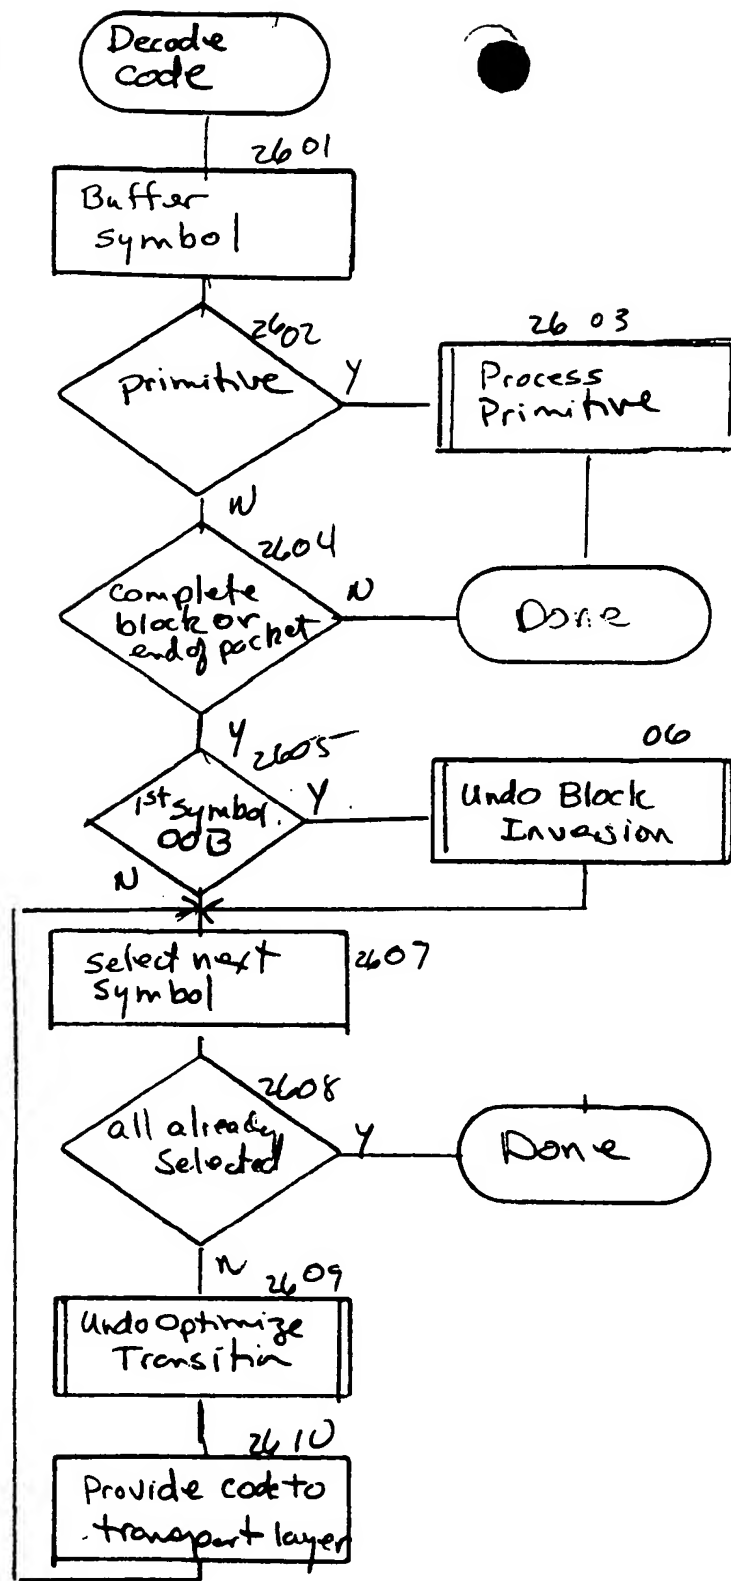 Decode
code
2601
Buffer
symbol
2602
primitive
Y
2603
Process
Primitive
N
2604
complete
block or
end of packet
N
Done
Y
2605
1st symbol
OOB
Y
06
Undo Block
Inversion
N
select next
symbol
2607
2608
all already
selected
Y
Done
N
2609
Undo Optimize
Transition
2610
Provide code to
transport layer